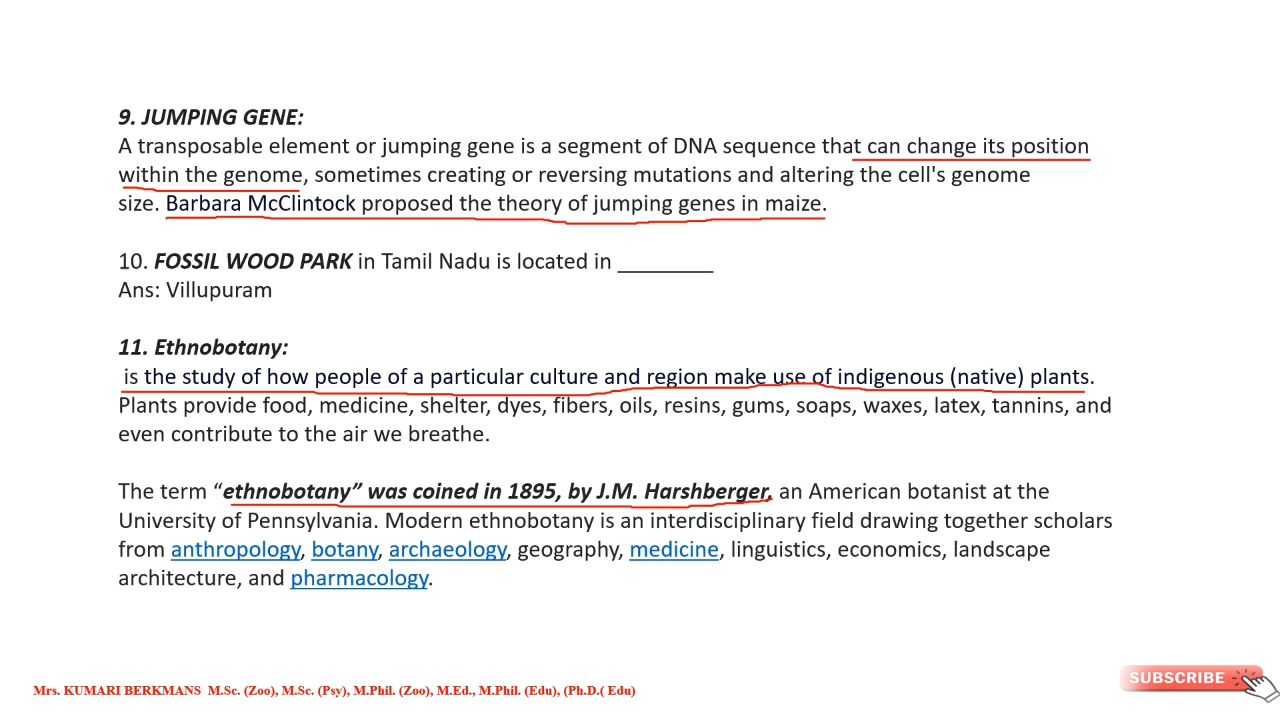 9. JUMPING GENE:
A transposable element or jumping gene is a segment of DNA sequence that can change its position
within the genome, sometimes creating or reversing mutations and altering the cell's genome
size. Barbara McClintock proposed the theory of jumping genes in maize.
10. FOSSIL WOOD PARK in Tamil Nadu is located in ________
Ans: Villupuram
11. Ethnobotany:
is the study of how people of a particular culture and region make use of indigenous (native) plants.
Plants provide food, medicine, shelter, dyes, fibers, oils, resins, gums, soaps, waxes, latex, tannins, and
even contribute to the air we breathe.
The term “ethnobotany” was coined in 1895, by J.M. Harshberger, an American botanist at the
University of Pennsylvania. Modern ethnobotany is an interdisciplinary field drawing together scholars
from anthropology, botany, archaeology, geography, medicine, linguistics, economics, landscape
architecture, and pharmacology.
Mrs. KUMARI BERKMANS M.Sc. (Zoo), M.Sc. (Psy), M.Phil. (Zoo), M.Ed., M.Phil. (Edu), (Ph.D.( Edu)
SUBSCRIBE